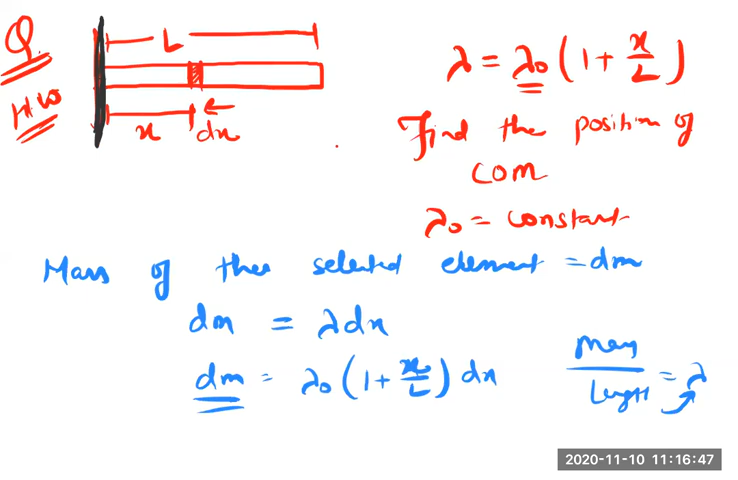 Q.
H.W
L
x
dx
λ = λ₀ (1 + x/L)
Find the position of
COM
λ₀ = constant
Mass of the selected element = dm
dm = λdx
dm = λ₀ (1 + x/L) dx
Mass/Length = λ
2020-11-10 11:16:47